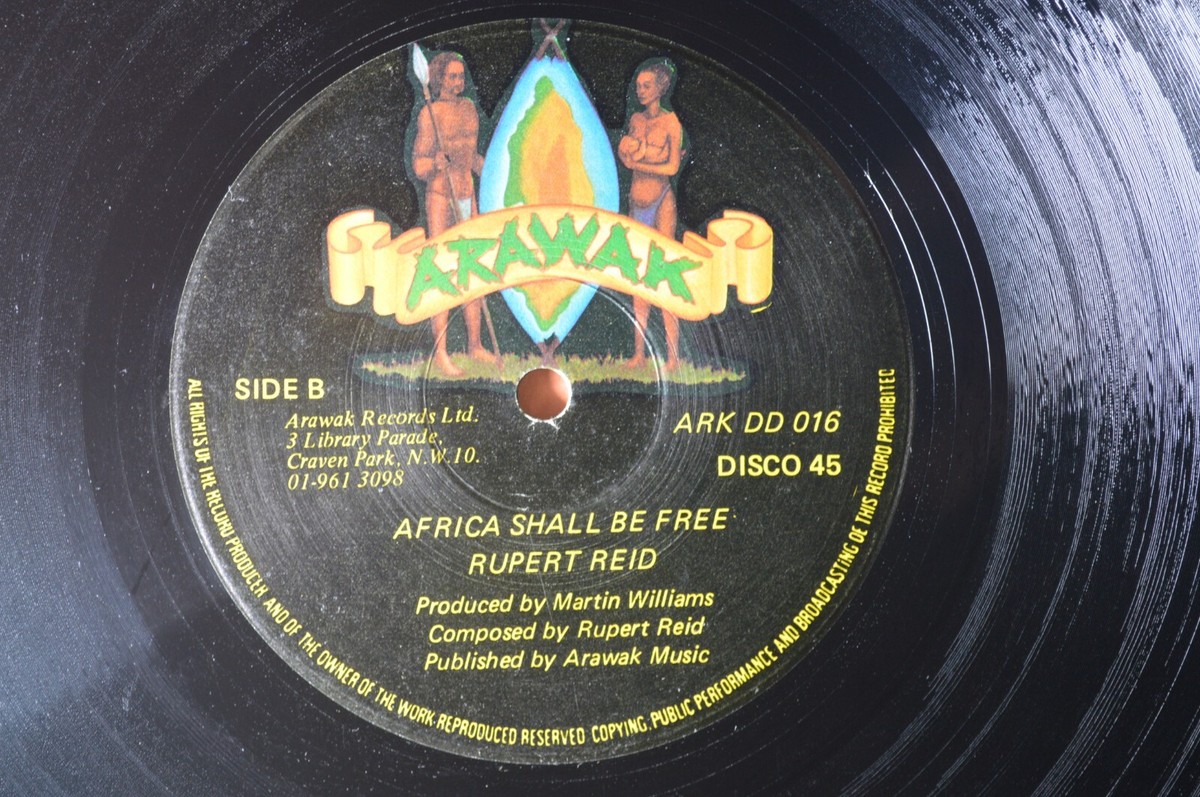 ARAWAK
SIDE B
Arawak Records Ltd.
3 Library Parade,
Craven Park, N.W.10.
01-961 3098
ARK DD 016
DISCO 45
AFRICA SHALL BE FREE
RUPERT REID
Produced by Martin Williams
Composed by Rupert Reid
Published by Arawak Music
ALL RIGHTS OF THE RELUKU PRODUCER AND OF THE OWNER OF THE WORK REPRODUCED RESERVED COPYING, PUBLIC PERFORMANCE AND BROADCASTING OE THIS RECORD PROHIBITEC